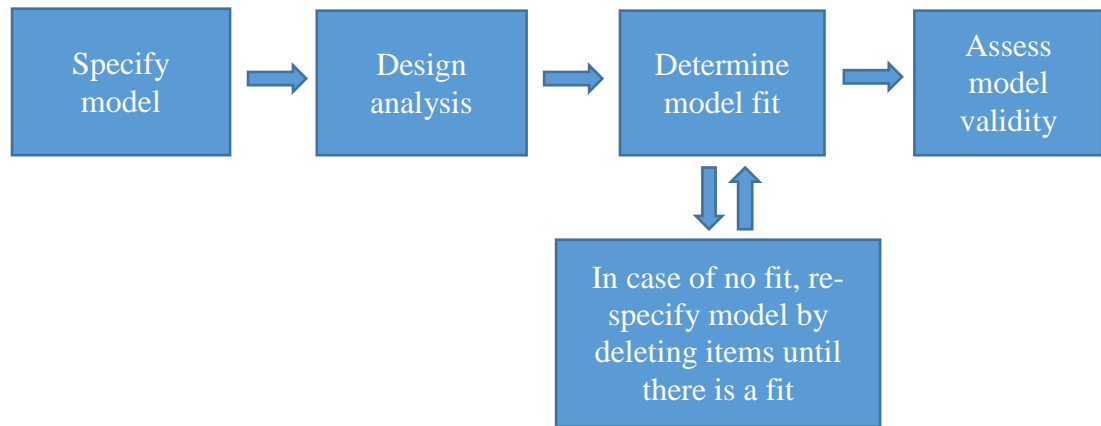 Specify
model
Design
analysis
Determine
model fit
Assess
model
validity
In case of no fit, re-
specify model by
deleting items until
there is a fit